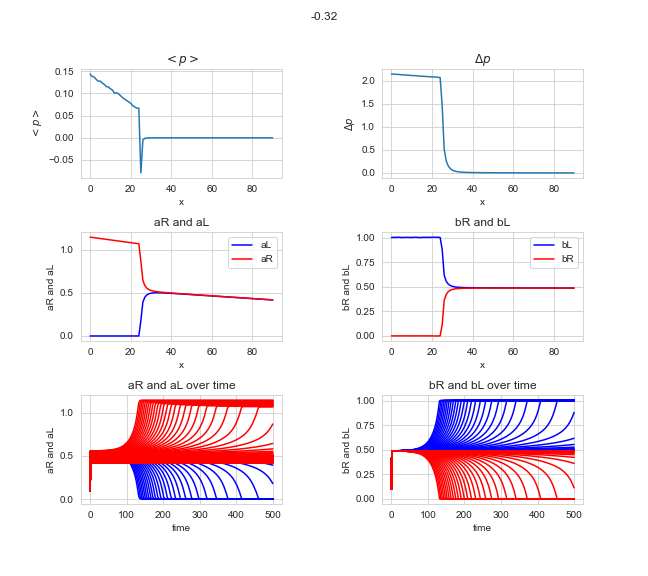 -0.32
< p >
Δp
0.15
0.10
0.05
0.00
−0.05
< p >
0 20 40 60 80
x
2.0
1.5
1.0
0.5
0.0
Δp
0 20 40 60 80
x
aR and aL
bR and bL
1.0
0.5
0.0
aR and aL
aL
aR
0 20 40 60 80
x
1.00
0.75
0.50
0.25
0.00
bR and bL
bL
bR
0 20 40 60 80
x
aR and aL over time
bR and bL over time
1.0
0.5
0.0
aR and aL
0 100 200 300 400 500
time
1.00
0.75
0.50
0.25
0.00
bR and bL
0 100 200 300 400 500
time